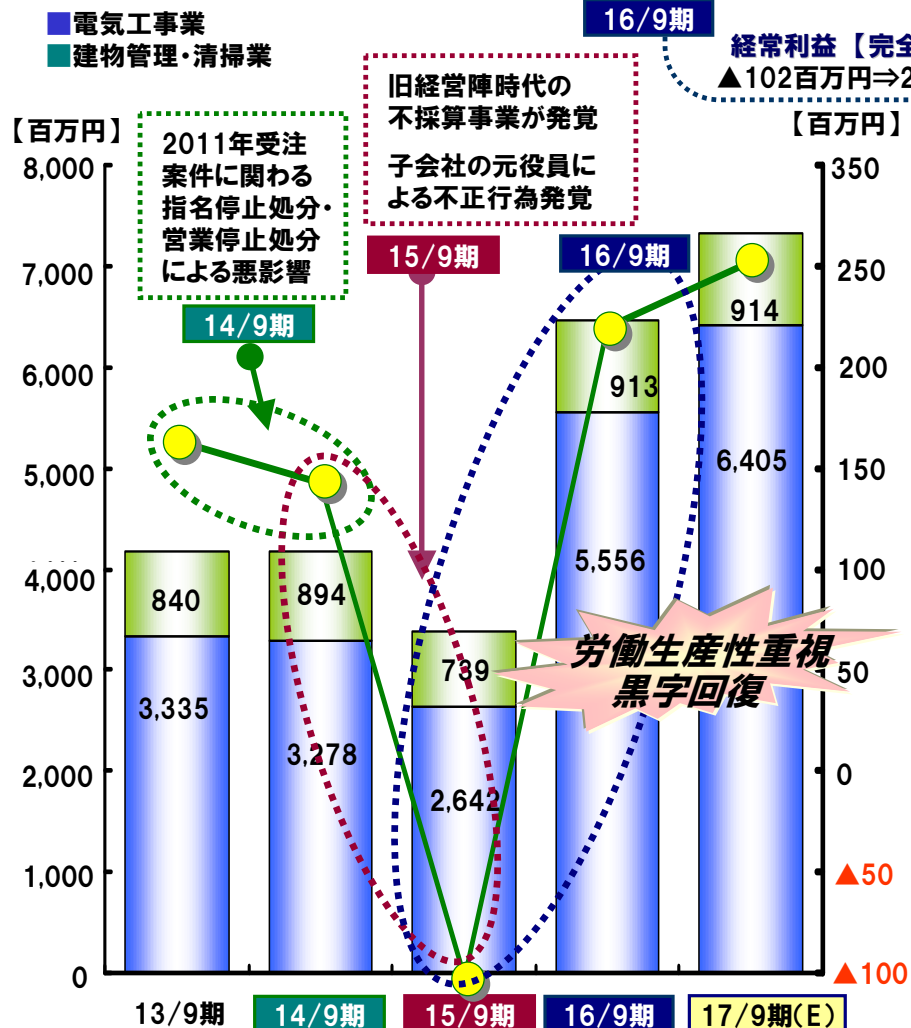 ■電気工事業
■建物管理・清掃業
16/9期
経常利益【完全
▲102百万円⇒2
【百万円】
【百万円】
2011年受注
案件に関わる
指名停止処分・
営業停止処分
による悪影響
旧経営陣時代の
不採算事業が発覚
子会社の元役員に
よる不正行為発覚
14/9期
15/9期
16/9期
8,000
7,000
6,000
5,000
4,000
3,000
2,000
1,000
0
350
250
200
150
100
50
0
▲50
▲100
840
3,335
894
3,278
739
2,642
913
5,556
914
6,405
労働生産性重視
黒字回復
13/9期
14/9期
15/9期
16/9期
17/9期(E)